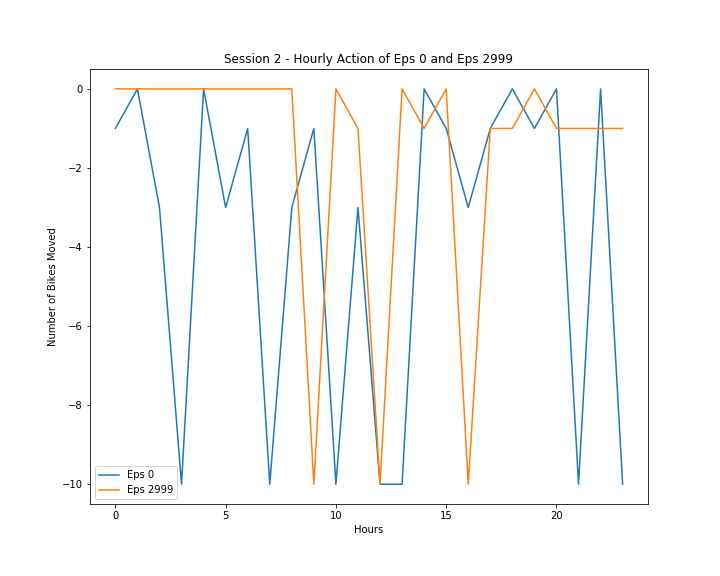 Session 2 - Hourly Action of Eps 0 and Eps 2999
0
−2
−4
−6
−8
−10
Number of Bikes Moved
Eps 0
Eps 2999
0 5 10 15 20
Hours